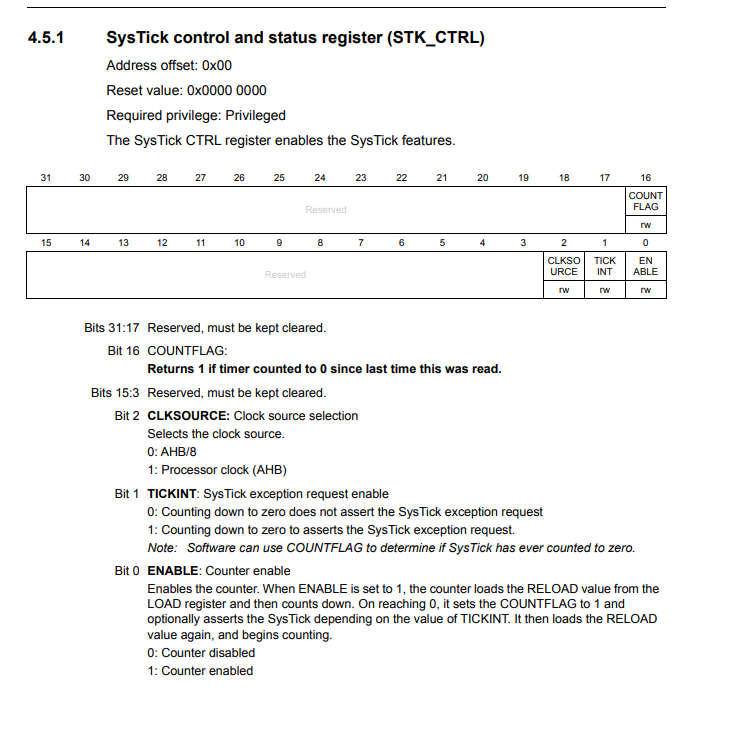 4.5.1 SysTick control and status register (STK_CTRL)
Address offset: 0x00
Reset value: 0x0000 0000
Required privilege: Privileged
The SysTick CTRL register enables the SysTick features.
31 30 29 28 27 26 25 24 23 22 21 20 19 18 17 16
Reserved
COUNT
FLAG
rw
15 14 13 12 11 10 9 8 7 6 5 4 3 2 1 0
Reserved
CLKSO TICK EN
URCE INT ABLE
rw rw rw
Bits 31:17 Reserved, must be kept cleared.
Bit 16 COUNTFLAG:
Returns 1 if timer counted to 0 since last time this was read.
Bits 15:3 Reserved, must be kept cleared.
Bit 2 CLKSOURCE: Clock source selection
Selects the clock source.
0: AHB/8
1: Processor clock (AHB)
Bit 1 TICKINT: SysTick exception request enable
0: Counting down to zero does not assert the SysTick exception request
1: Counting down to zero to asserts the SysTick exception request.
Note: Software can use COUNTFLAG to determine if SysTick has ever counted to zero.
Bit 0 ENABLE: Counter enable
Enables the counter. When ENABLE is set to 1, the counter loads the RELOAD value from the
LOAD register and then counts down. On reaching 0, it sets the COUNTFLAG to 1 and
optionally asserts the SysTick depending on the value of TICKINT. It then loads the RELOAD
value again, and begins counting.
0: Counter disabled
1: Counter enabled